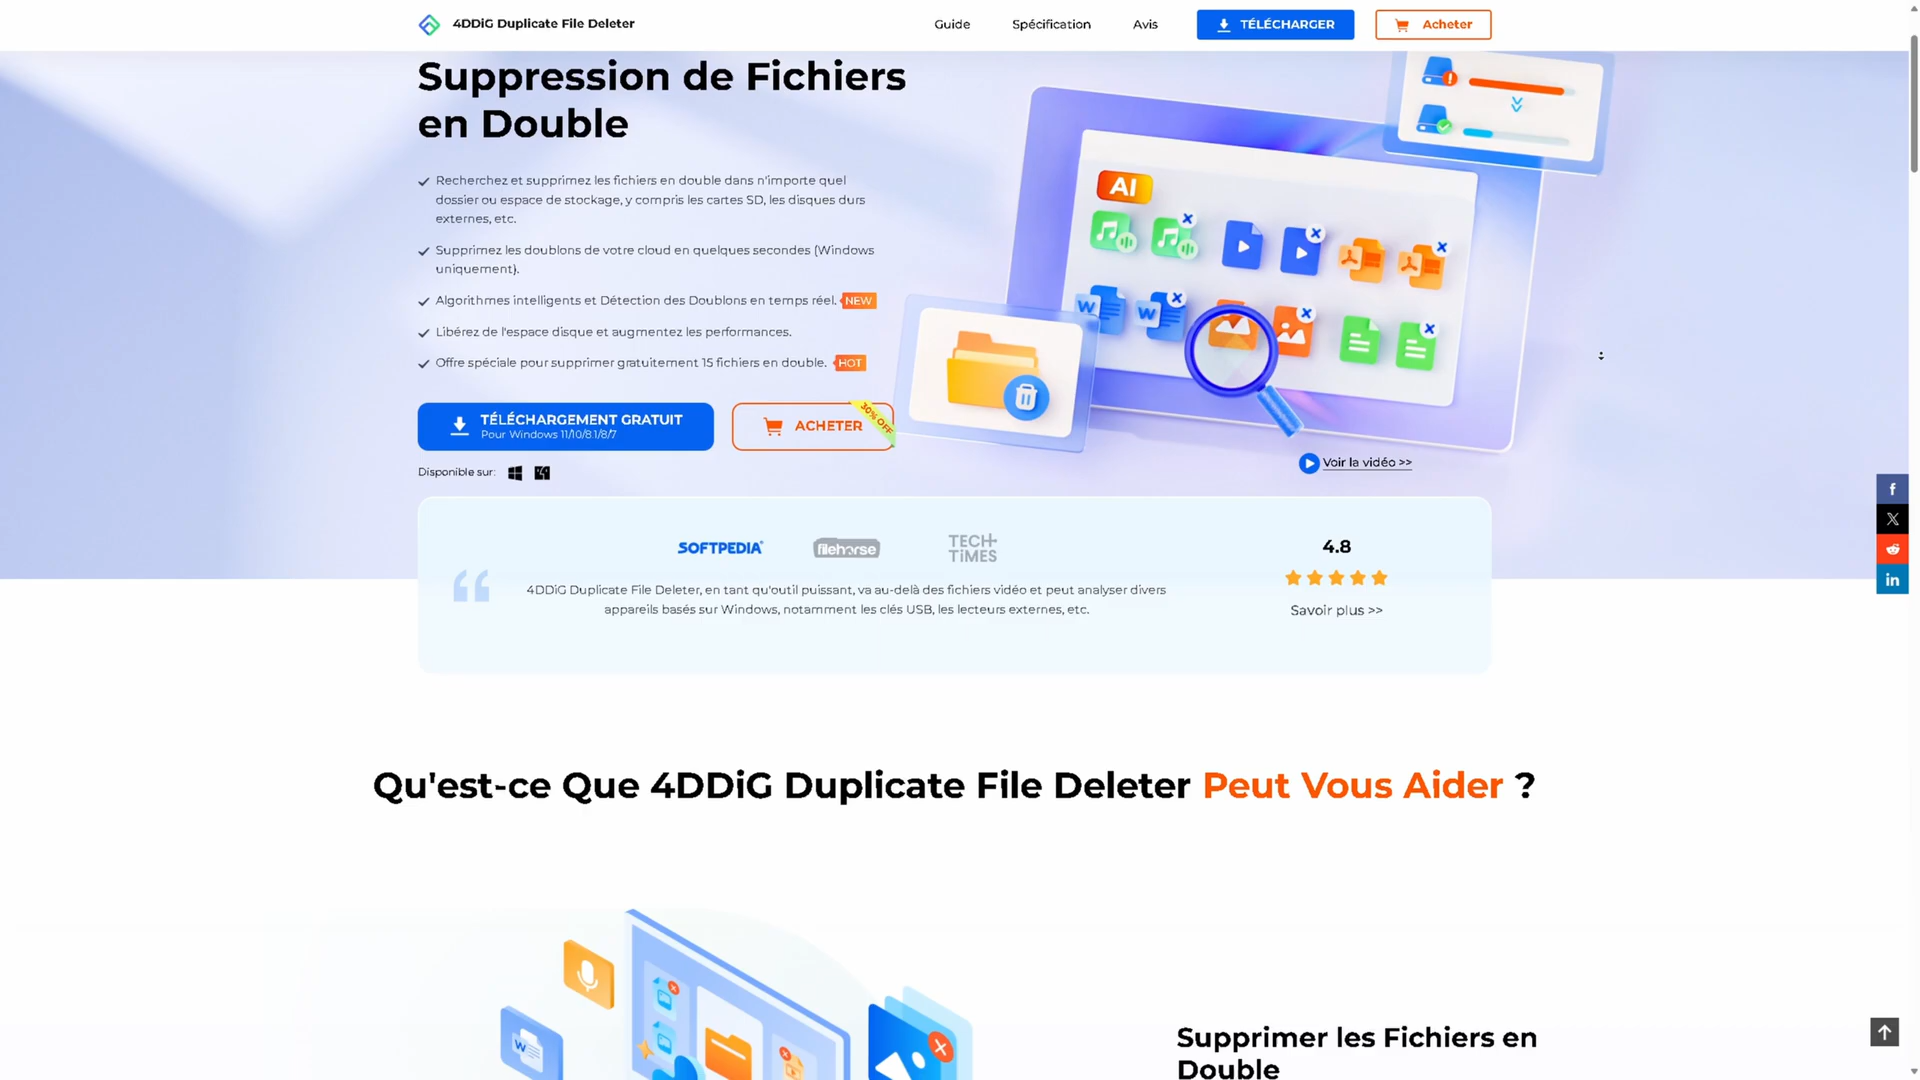 4DDiG Duplicate File Deleter
Guide
Spécification
Avis
TÉLÉCHARGER
Acheter
Suppression de Fichiers
en Double
Recherchez et supprimez les fichiers en double dans n'importe quel
dossier ou espace de stockage, y compris les cartes SD, les disques durs
externes, etc.
Supprimez les doublons de votre cloud en quelques secondes (Windows
uniquement).
Algorithmes intelligents et Détection des Doublons en temps réel. NEW
Libérez de l'espace disque et augmentez les performances.
Offre spéciale pour supprimer gratuitement 15 fichiers en double. HOT
TÉLÉCHARGEMENT GRATUIT
Pour Windows 11/10/8.1/8/7
ACHETER
30% OFF
Disponible sur:
AI
W
W
Voir la vidéo >>
SOFTPEDIA®
filehorse
TECH
TiMES
4DDiG Duplicate File Deleter, en tant qu'outil puissant, va au-delà des fichiers vidéo et peut analyser divers
appareils basés sur Windows, notamment les clés USB, les lecteurs externes, etc.
4.8
Savoir plus >>
Qu'est-ce Que 4DDiG Duplicate File Deleter Peut Vous Aider ?
W
Supprimer les Fichiers en
Double